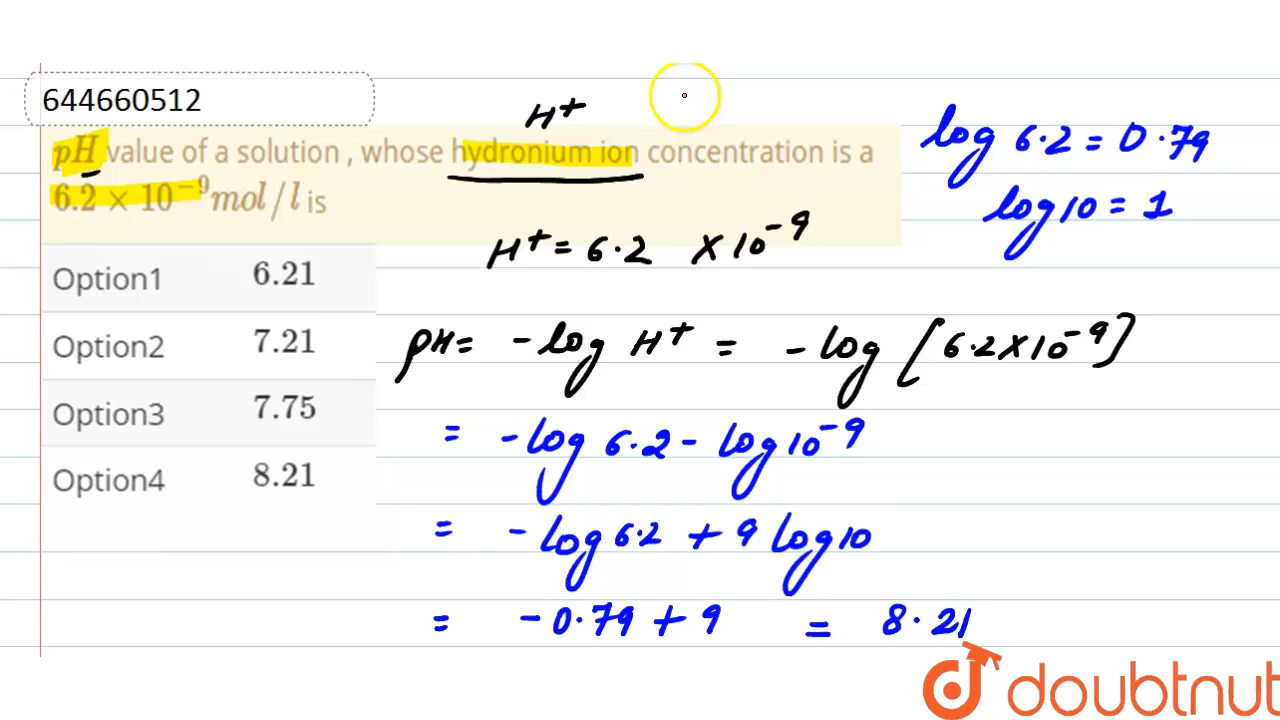 644660512
H⁺
pH value of a solution , whose hydronium ion concentration is a
6.2 × 10⁻⁹ mol/l is
log 6.2 = 0.79
log 10 = 1
H⁺ = 6.2 × 10⁻⁹
Option1 6.21
Option2 7.21
Option3 7.75
Option4 8.21
pH = - log H⁺ = - log [6.2 × 10⁻⁹]
= - log 6.2 - log 10⁻⁹
= - log 6.2 + 9 log 10
= - 0.79 + 9 = 8.21
doubtnut